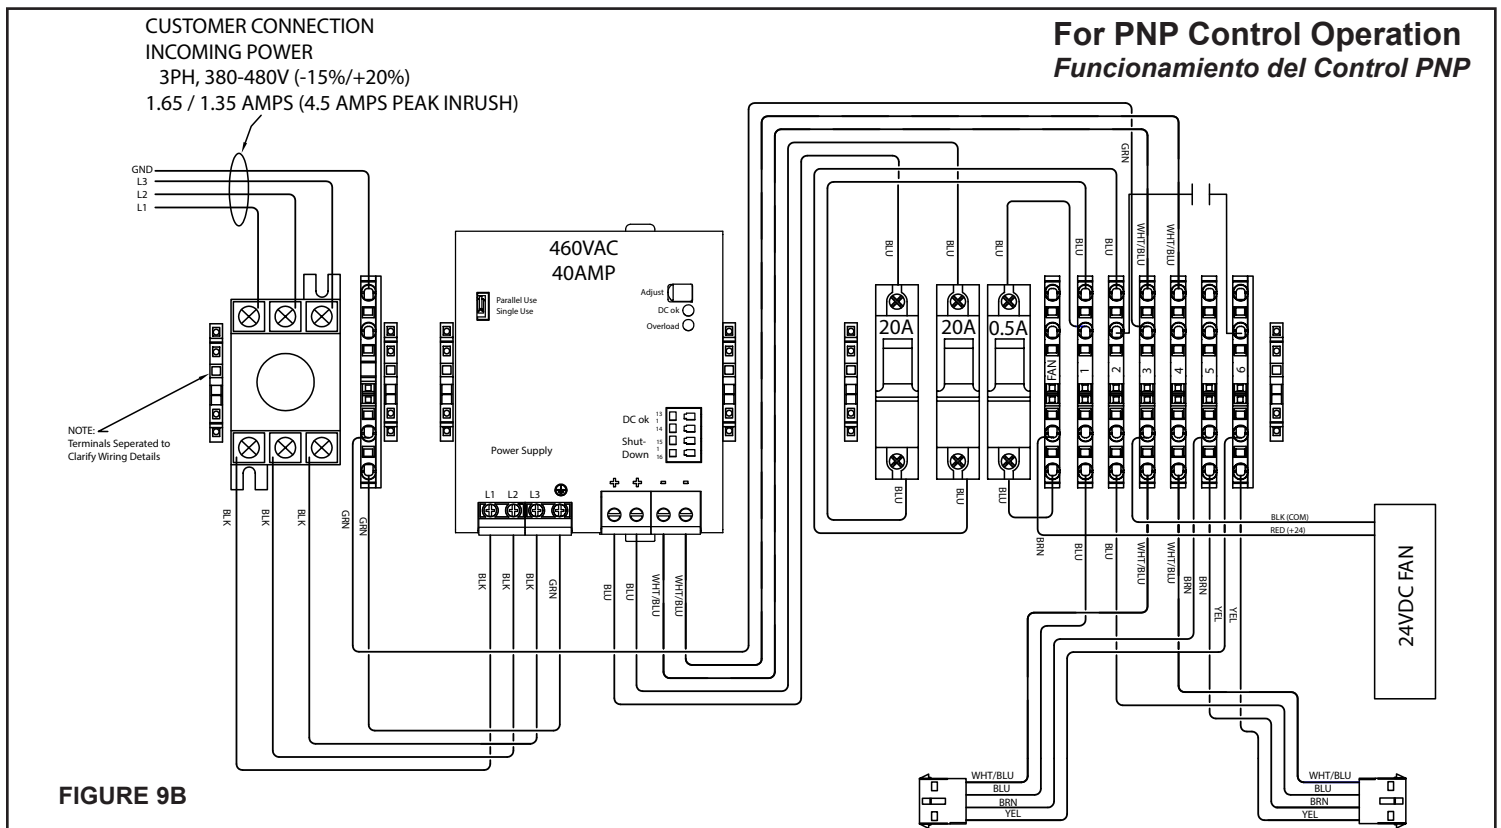 CUSTOMER CONNECTION
INCOMING POWER
3PH, 380-480V (-15%/+20%)
1.65 / 1.35 AMPS (4.5 AMPS PEAK INRUSH)
For PNP Control Operation
Funcionamiento del Control PNP
GND
L3
L2
L1
GRN
460VAC
40AMP
Parallel Use
Single Use
Adjust
DC ok
Overload
BLU
BLU
BLU
BLU
BLU
WHT/BLU
WHT/BLU
20A
20A
0.5A
FAN
1
2
3
4
5
6
NOTE:
Terminals Seperated to
Clarify Wiring Details
DC ok
13
1
14
Shut-
Down
15
1
16
Power Supply
+ + - -
L1 L2 L3
BLK
BLK
BLK
GRN
GRN
BLU
BLU
BLU
BLK (COM)
RED (+24)
BRN
BLU
BLU
WHT/BLU
WHT/BLU
BRN
BRN
YEL
YEL
BLK
BLK
BLK
GRN
BLU
BLU
WHT/BLU
WHT/BLU
24VDC FAN
WHT/BLU
BLU
BRN
YEL
WHT/BLU
BLU
BRN
YEL
FIGURE 9B